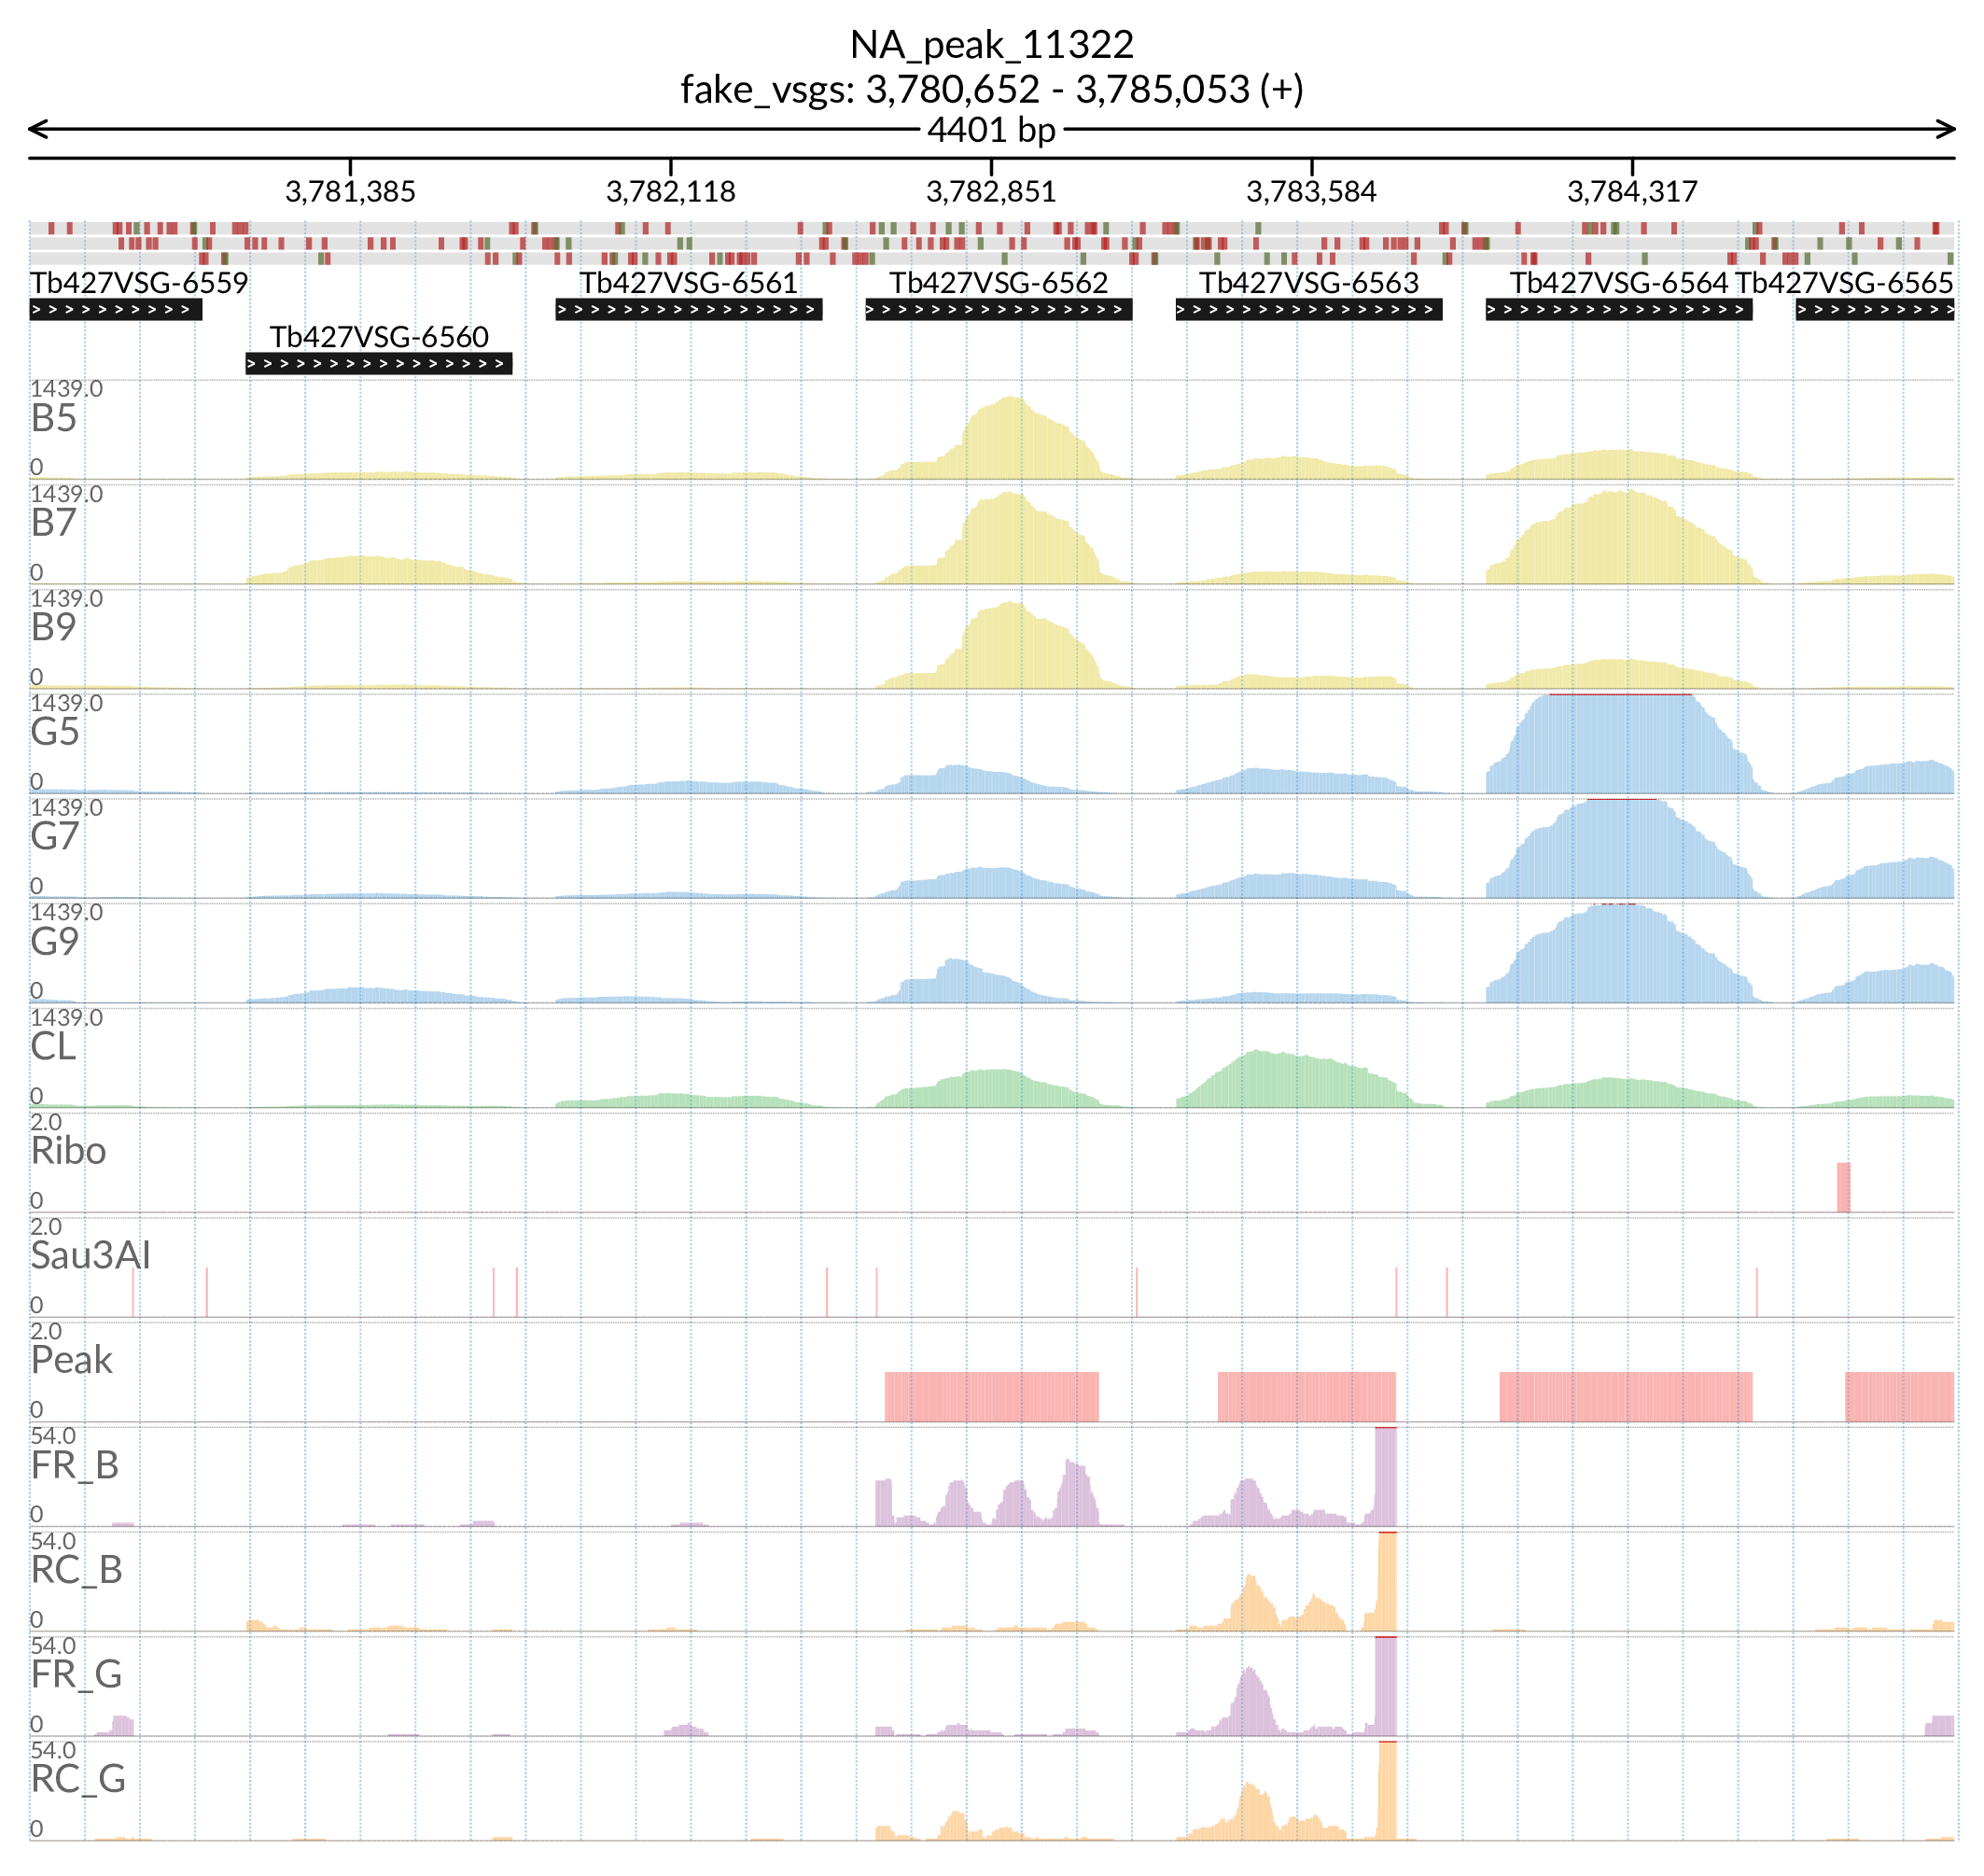 NA_peak_11322
fake_vsgs: 3,780,652 - 3,785,053 (+)
4401 bp
3,781,385 3,782,118 3,782,851 3,783,584 3,784,317
Tb427VSG-6559 Tb427VSG-6561 Tb427VSG-6562 Tb427VSG-6563 Tb427VSG-6564 Tb427VSG-6565
Tb427VSG-6560
1439.0
B5
0
1439.0
B7
0
1439.0
B9
0
1439.0
G5
0
1439.0
G7
0
1439.0
G9
0
1439.0
CL
0
2.0
Ribo
0
2.0
Sau3AI
0
2.0
Peak
0
54.0
FR_B
0
54.0
RC_B
0
54.0
FR_G
0
54.0
RC_G
0